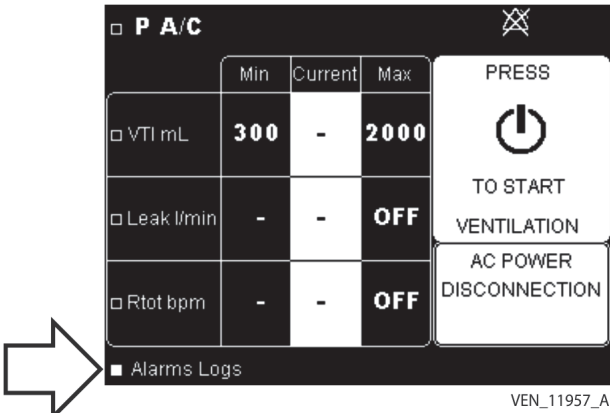 P A/C
Min Current Max
VTI mL 300 - 2000
Leak l/min - - OFF
Rtot bpm - - OFF
Alarms Logs
PRESS
TO START
VENTILATION
AC POWER
DISCONNECTION
VEN_11957_A